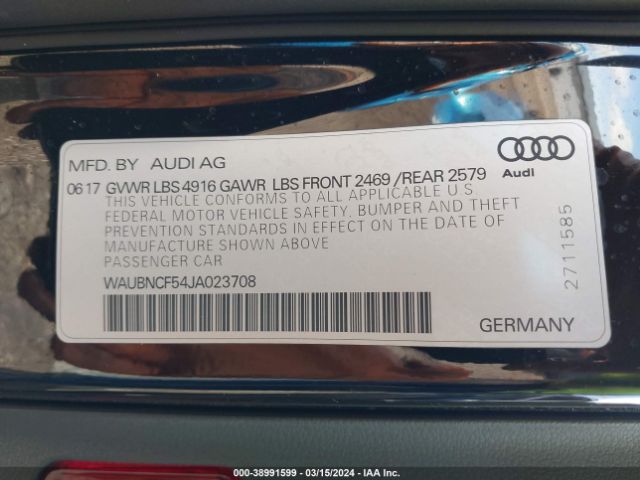 MFD. BY AUDI AG
Audi
06 17 GVWR LBS 4916 GAWR LBS FRONT 2469 /REAR 2579
THIS VEHICLE CONFORMS TO ALL APPLICABLE U.S.
FEDERAL MOTOR VEHICLE SAFETY, BUMPER AND THEFT
PREVENTION STANDARDS IN EFFECT ON THE DATE OF
MANUFACTURE SHOWN ABOVE
PASSENGER CAR
WAUBNCF54JA023708
2711585
GERMANY
COPART# - 38991599 - 03/15/2024 - IAA Inc.